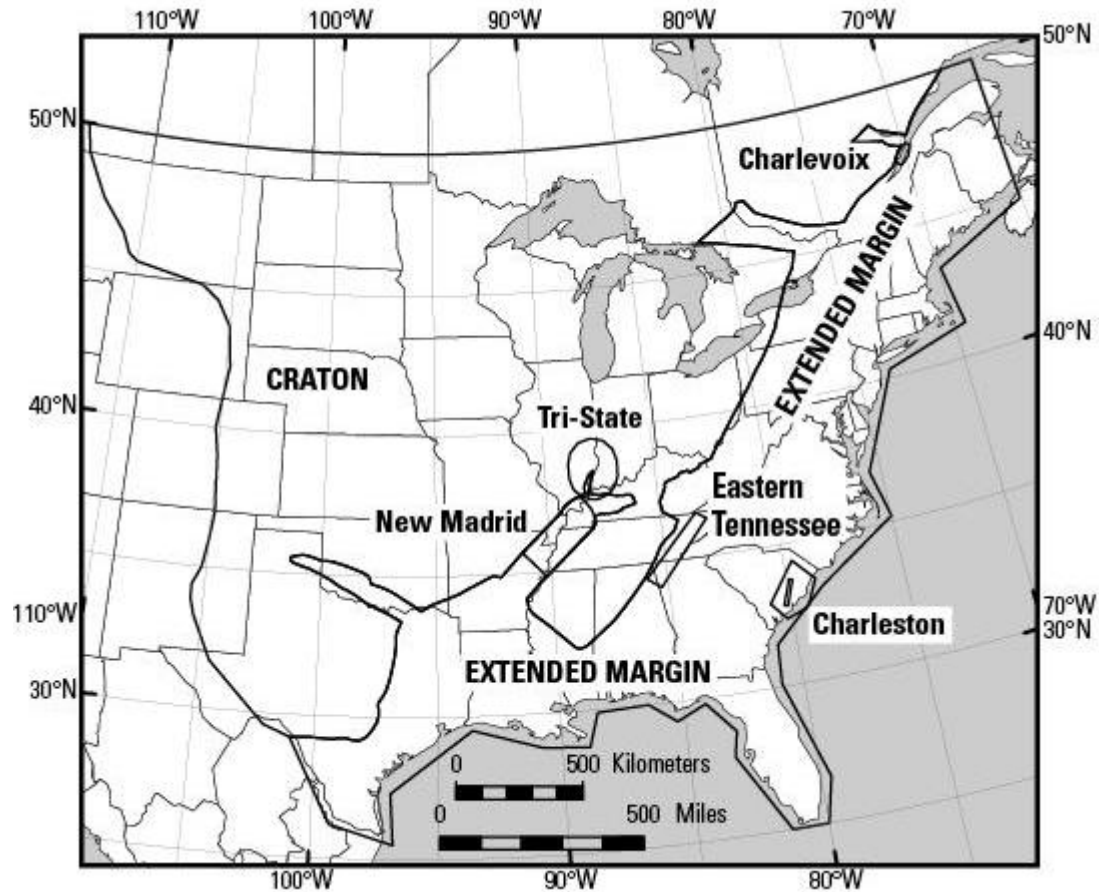 110°W 100°W 90°W 80°W 70°W
50°N
50°N
Charlevoix
EXTENDED MARGIN
40°N
CRATON
40°N
Tri-State
New Madrid
Eastern
Tennessee
110°W
70°W
30°N
Charleston
EXTENDED MARGIN
30°N
0 500 Kilometers
0 500 Miles
100°W 90°W 80°W